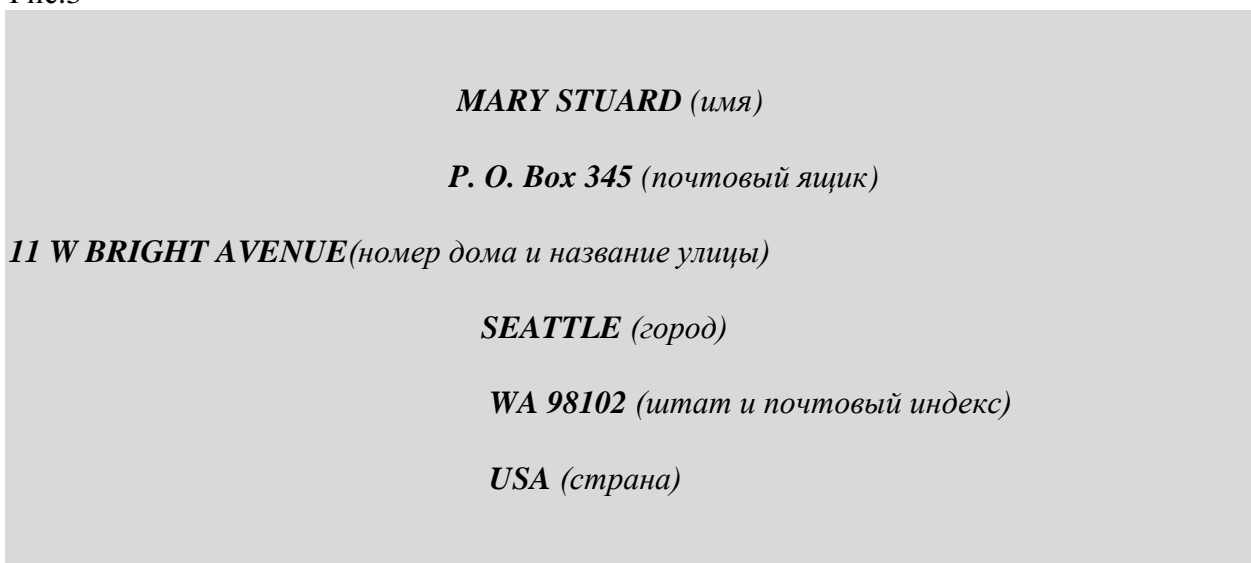 MARY STUARD (имя)
P. O. Box 345 (почтовый ящик)
11 W BRIGHT AVENUE(номер дома и название улицы)
SEATTLE (город)
WA 98102 (штат и почтовый индекс)
USA (страна)